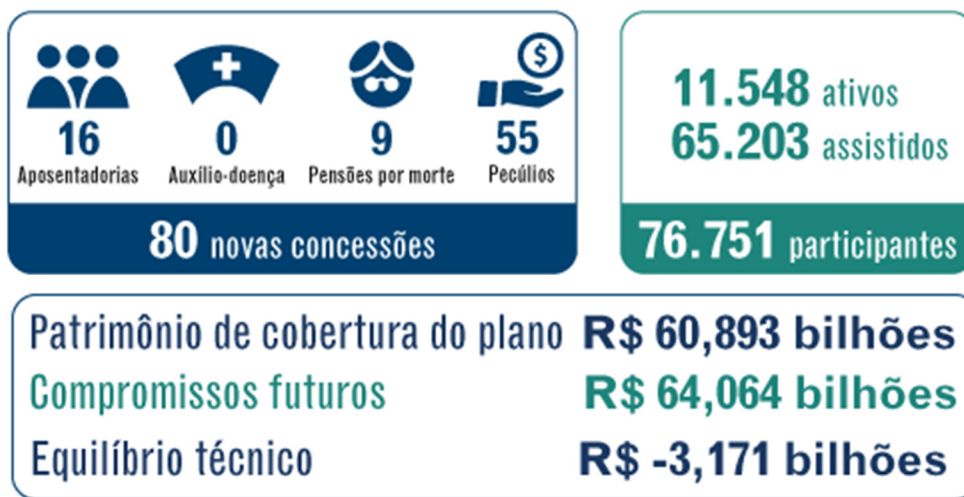 $
16
Aposentadorias
0
Auxílio-doença
9
Pensões por morte
55
Pecúlios
80 novas concessões
11.548 ativos
65.203 assistidos
76.751 participantes
Patrimônio de cobertura do plano R$ 60,893 bilhões
Compromissos futuros R$ 64,064 bilhões
Equilíbrio técnico R$ -3,171 bilhões